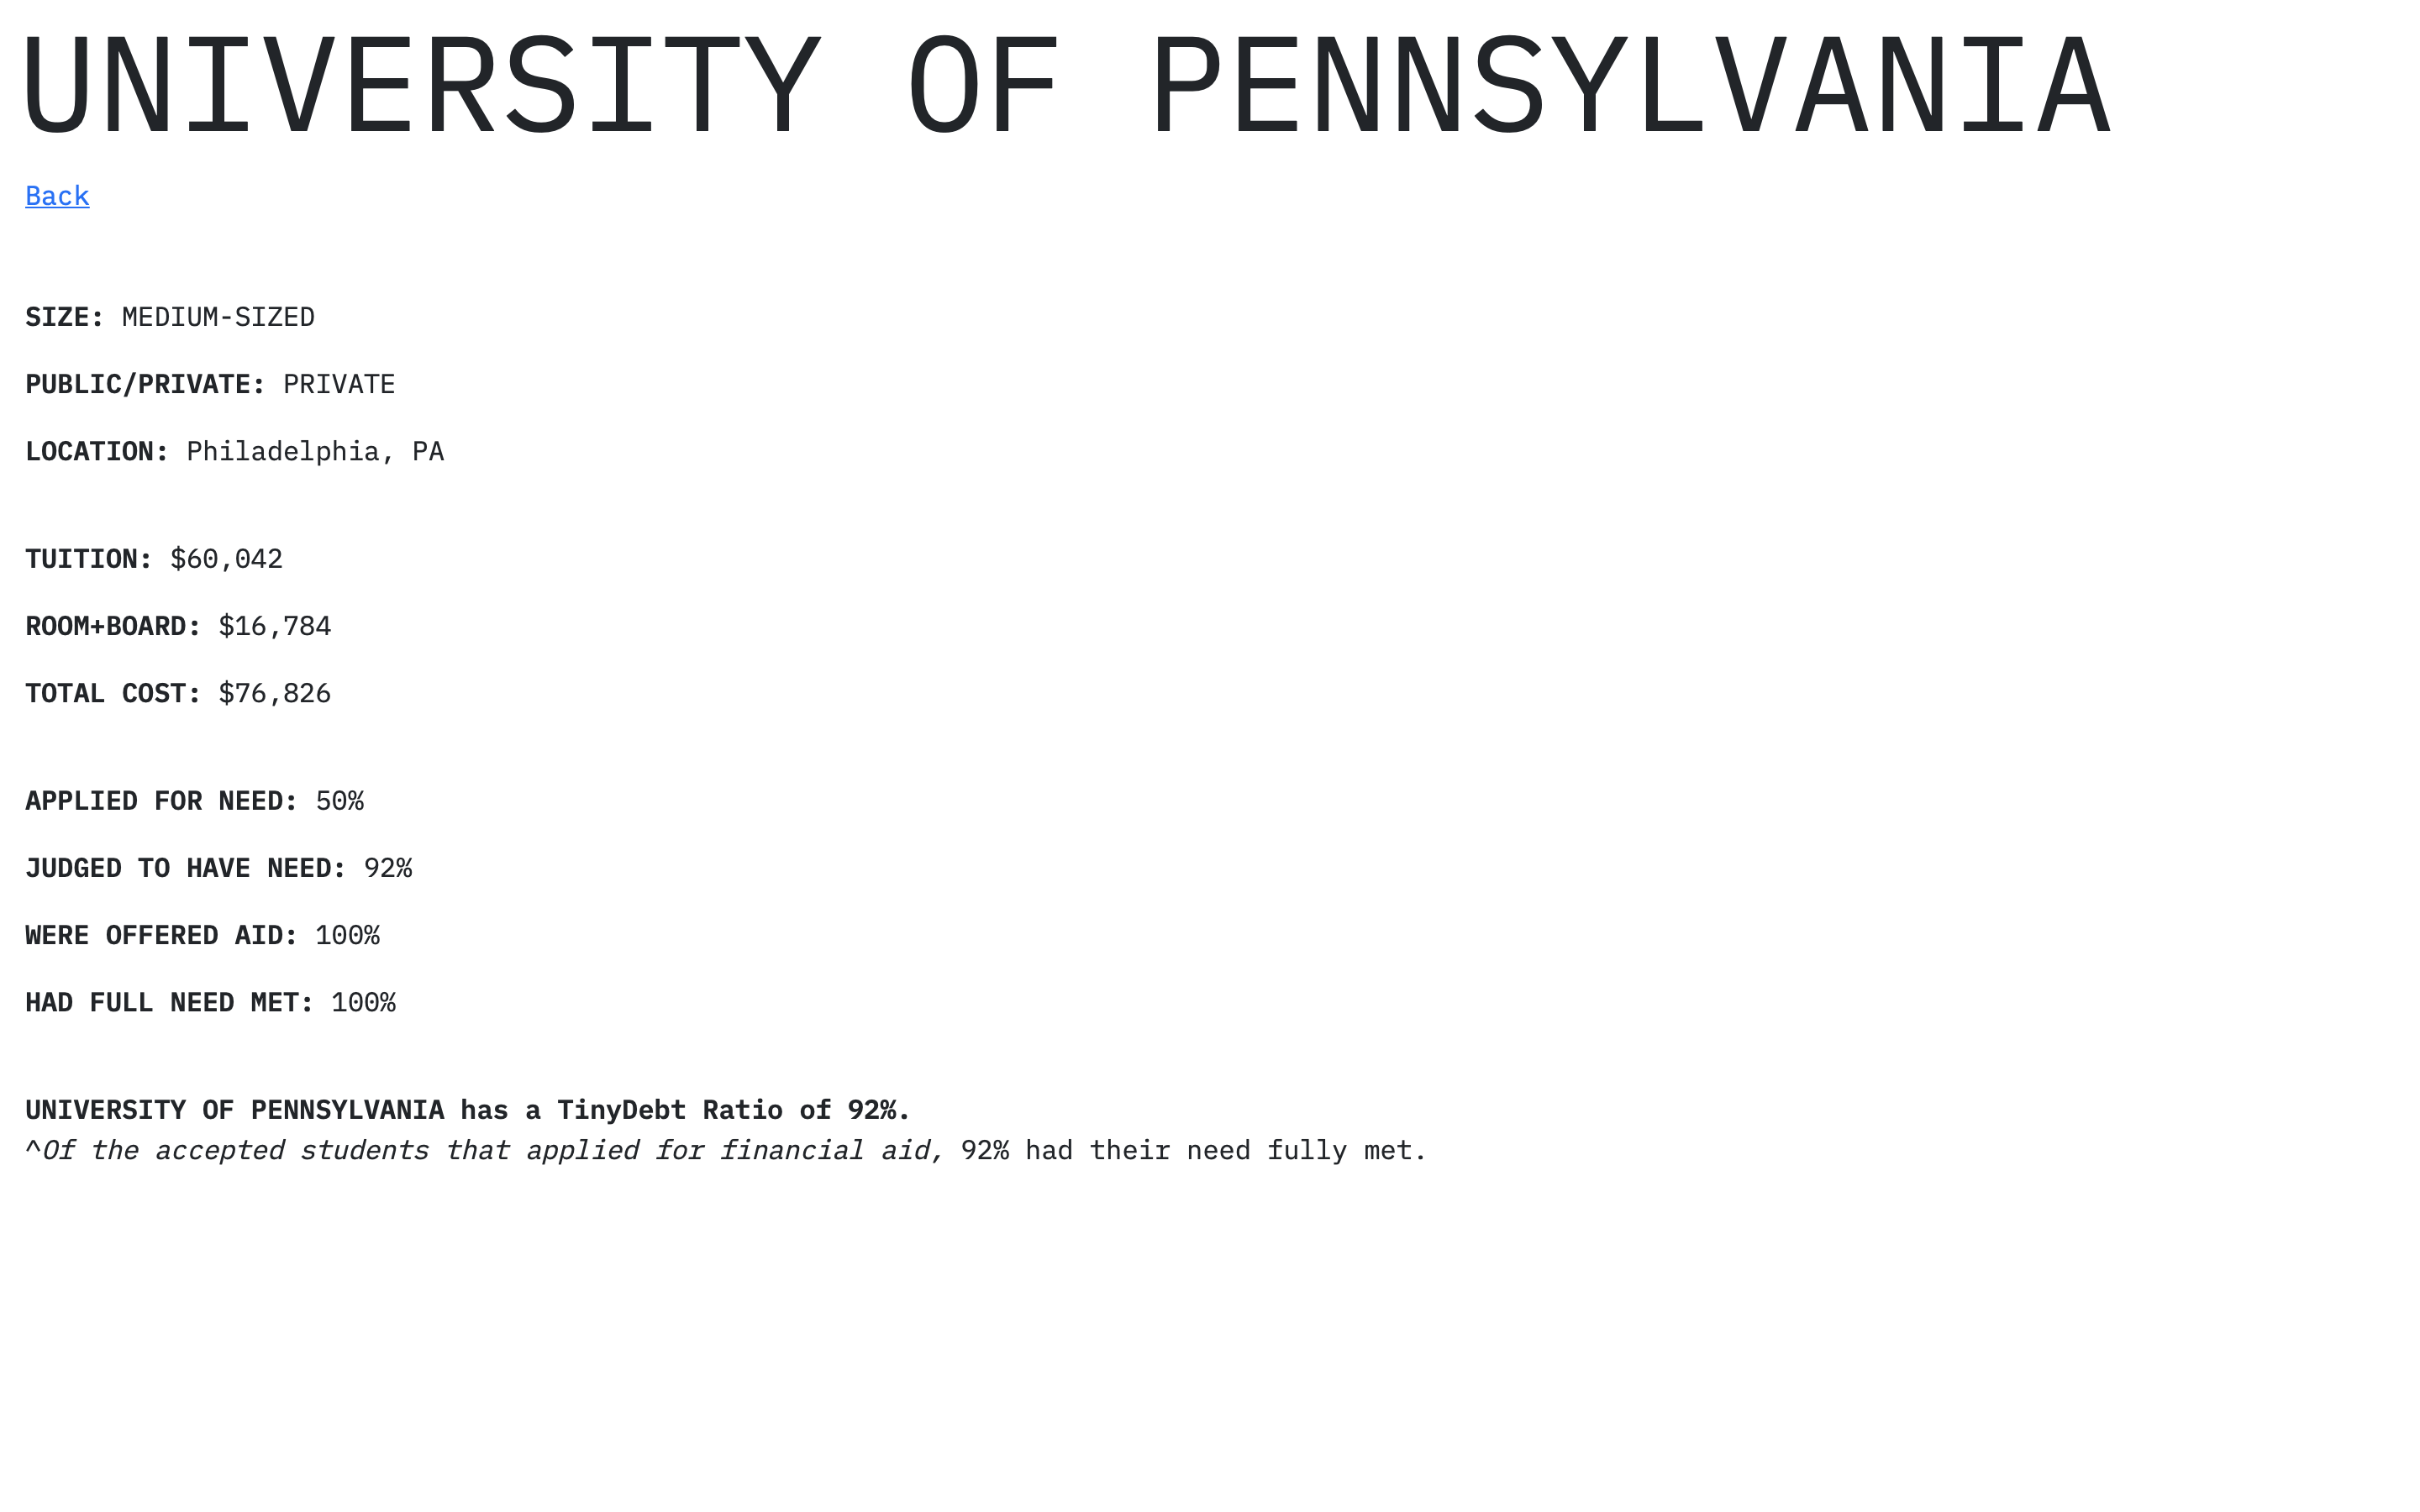 UNIVERSITY OF PENNSYLVANIA
Back
SIZE: MEDIUM-SIZED
PUBLIC/PRIVATE: PRIVATE
LOCATION: Philadelphia, PA
TUITION: $60,042
ROOM+BOARD: $16,784
TOTAL COST: $76,826
APPLIED FOR NEED: 50%
JUDGED TO HAVE NEED: 92%
WERE OFFERED AID: 100%
HAD FULL NEED MET: 100%
UNIVERSITY OF PENNSYLVANIA has a TinyDebt Ratio of 92%.
^Of the accepted students that applied for financial aid, 92% had their need fully met.